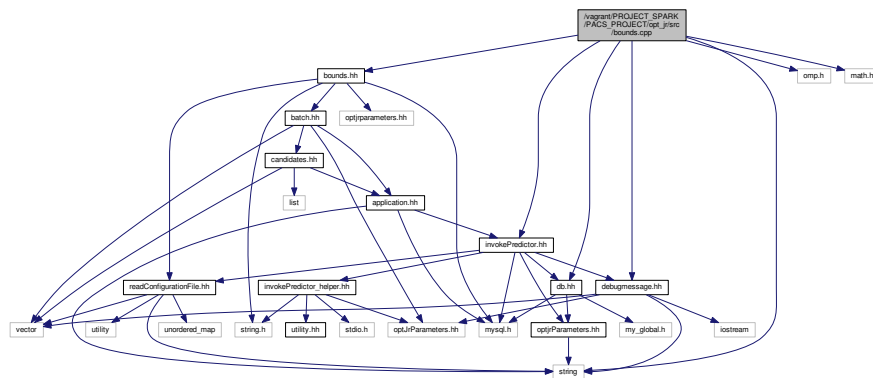 /vagrant/PROJECT_SPARK
/PACS_PROJECT/opt_jr/src
/bounds.cpp
bounds.hh
omp.h
math.h
batch.hh
optjrparameters.hh
candidates.hh
list
application.hh
invokePredictor.hh
readConfigurationFile.hh
invokePredictor_helper.hh
db.hh
debugmessage.hh
vector
utility
unordered_map
string.h
utility.hh
stdio.h
optJrParameters.hh
mysql.h
optjrParameters.hh
my_global.h
iostream
string